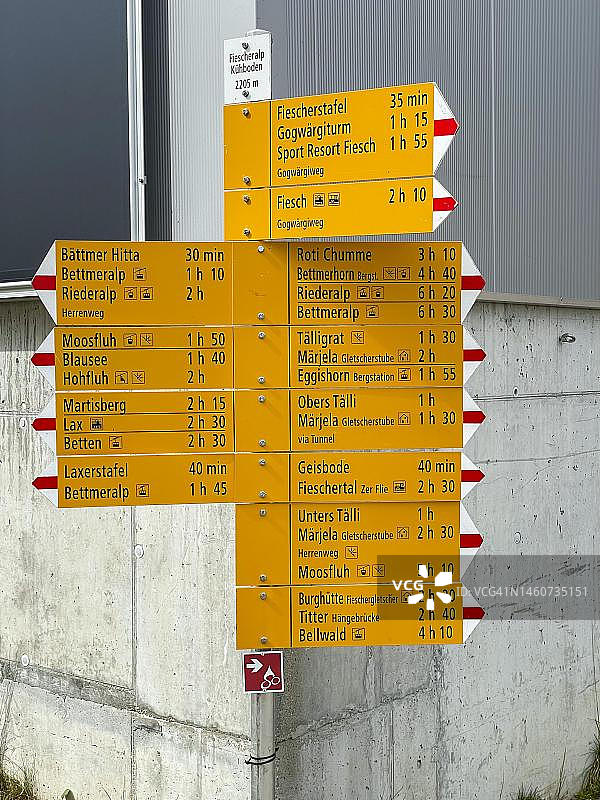 Fiescheralp
Kühboden
2205 m
Fiescherstafel 35 min
Gogwärgiturm 1 h 15
Sport Resort Fiesch 1 h 55
Gogwärgiweg
Fiesch 2 h 10
Gogwärgiweg
Bättmer Hitta 30 min
Bettmeralp 1 h 10
Riederalp 2 h
Herrenweg
Roti Chumme 3 h 10
Bettmerhorn Bergst. 4 h 40
Riederalp 6 h 20
Bettmeralp 6 h 30
Moosfluh 1 h 50
Blausee 1 h 40
Hohfluh 2 h
Tälligrat 1 h 30
Märjela Gletscherstube 2 h
Eggishorn Bergstation 1 h 55
Martisberg 2 h 15
Lax 2 h 30
Betten 2 h 30
Obers Tälli 1 h
Märjela Gletscherstube 1 h 30
via Tunnel
Laxerstafel 40 min
Bettmeralp 1 h 45
Geisbode 40 min
Fieschertal Zer Flie 2 h 30
Unters Tälli 1 h
Märjela Gletscherstube 2 h 30
Herrenweg
Moosfluh h 10
Burghütte Fieschergletscher
Titter Hängebrücke 2 h 40
Bellwald 4 h 10
VCG
ID: VCG41N1460735151